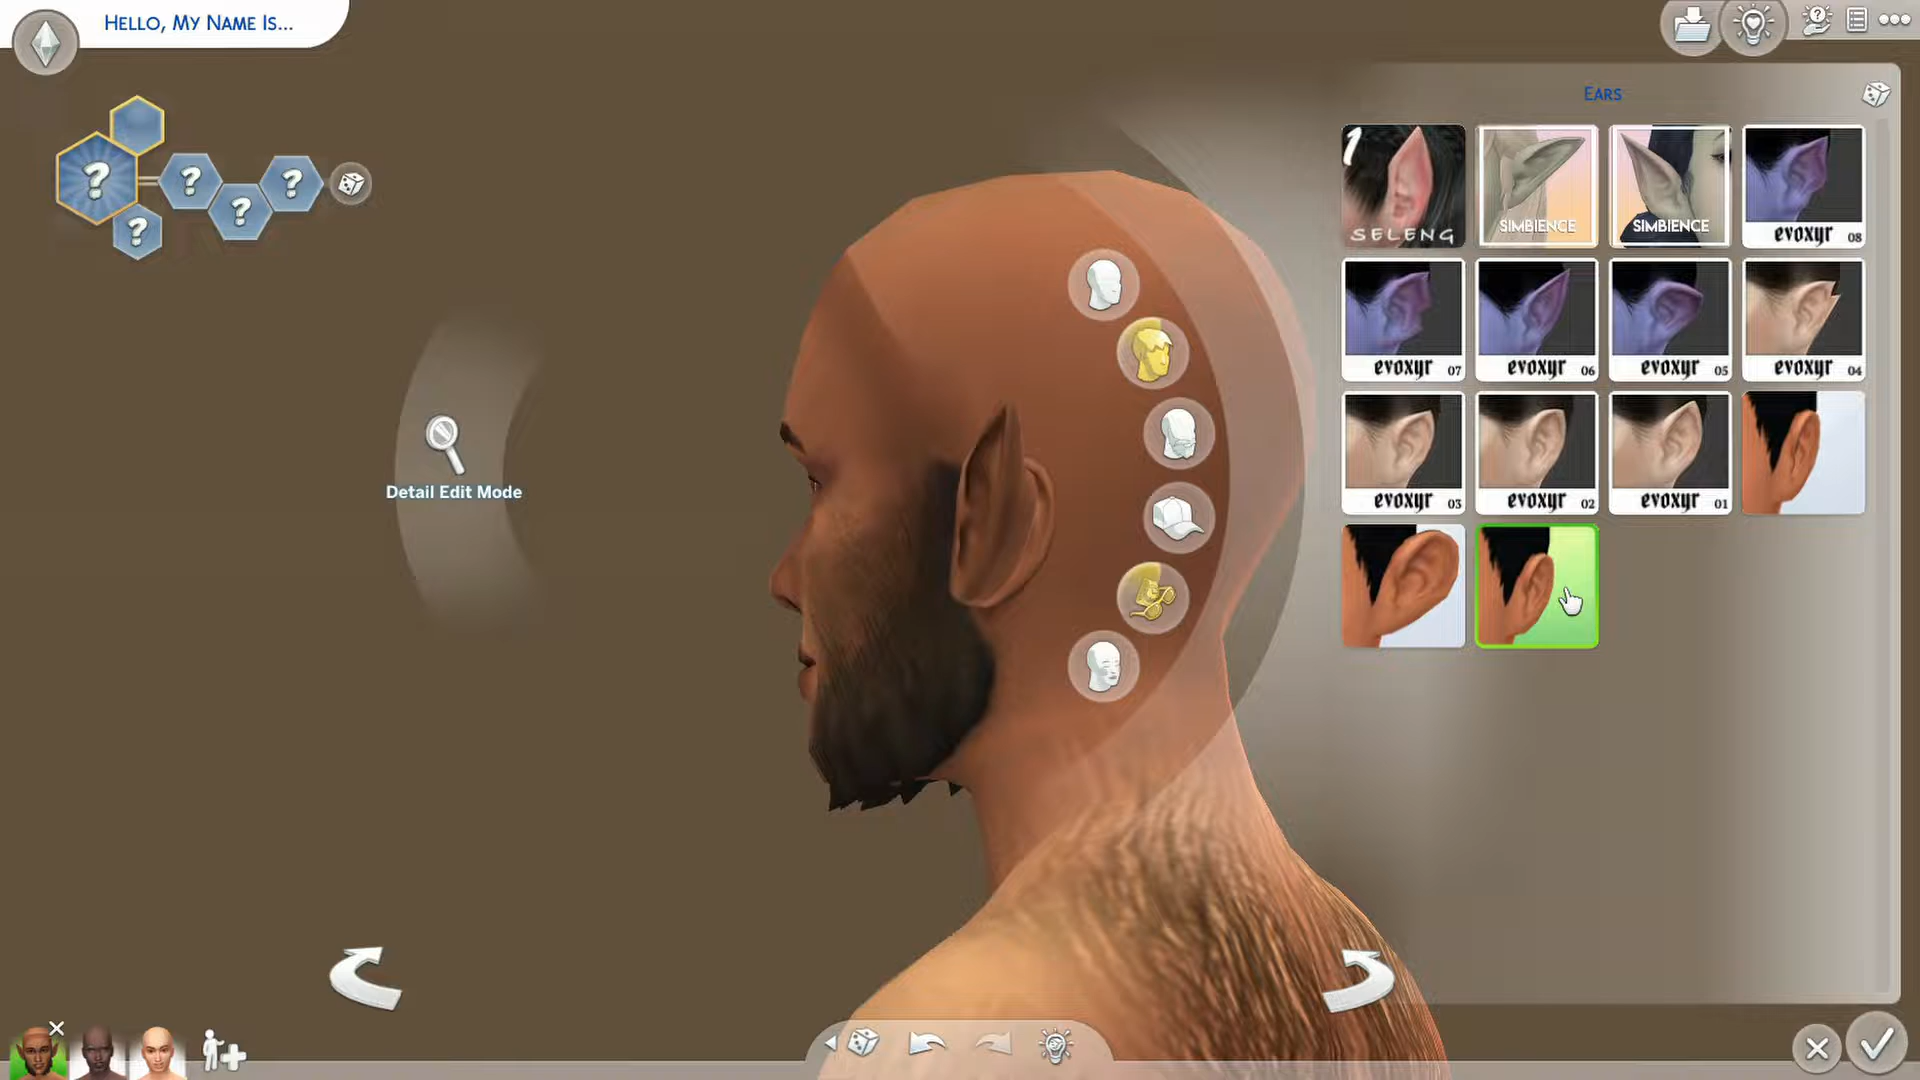 Hello, My Name Is...
Ears
1
SELENG
SIMBIENCE
SIMBIENCE
evoxyr 08
evoxyr 07
evoxyr 06
evoxyr 05
evoxyr 04
evoxyr 03
evoxyr 02
evoxyr 01
Detail Edit Mode